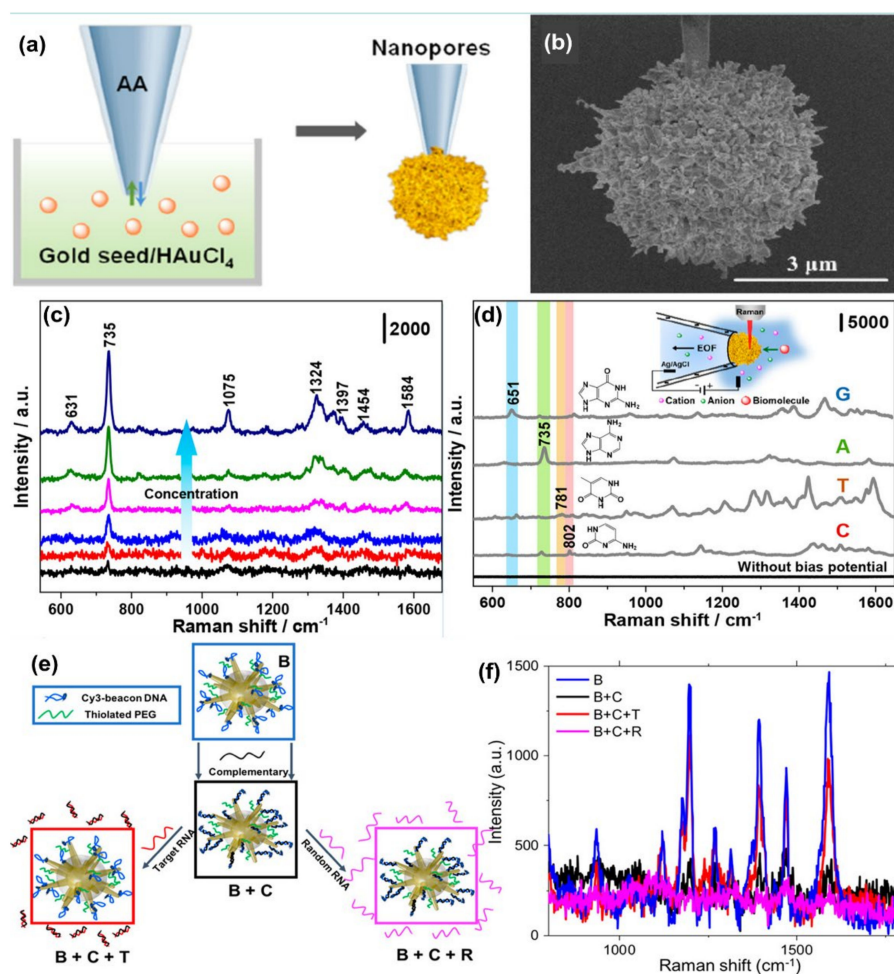 (a)
AA
Gold seed/HAuCl4
Nanopores
(b)
3 µm
(c)
2000
735
631
1075
1324
1397
1454
1584
Concentration
Intensity / a.u.
600
800
1000
1200
1400
1600
Raman shift / cm-1
(d)
5000
Raman
EOF
Ag/AgCl
Cation
Anion
Biomolecule
651
735
781
802
G
A
T
C
Without bias potential
Intensity / a.u.
600
800
1000
1200
1400
1600
Raman shift / cm-1
(e)
Cy3-beacon DNA
Thiolated PEG
B
Complementary
Target RNA
Random RNA
B + C
B + C + T
B + C + R
(f)
B
B+C
B+C+T
B+C+R
Intensity (a.u.)
1500
1000
500
0
1000
1500
Raman shift (cm-1)